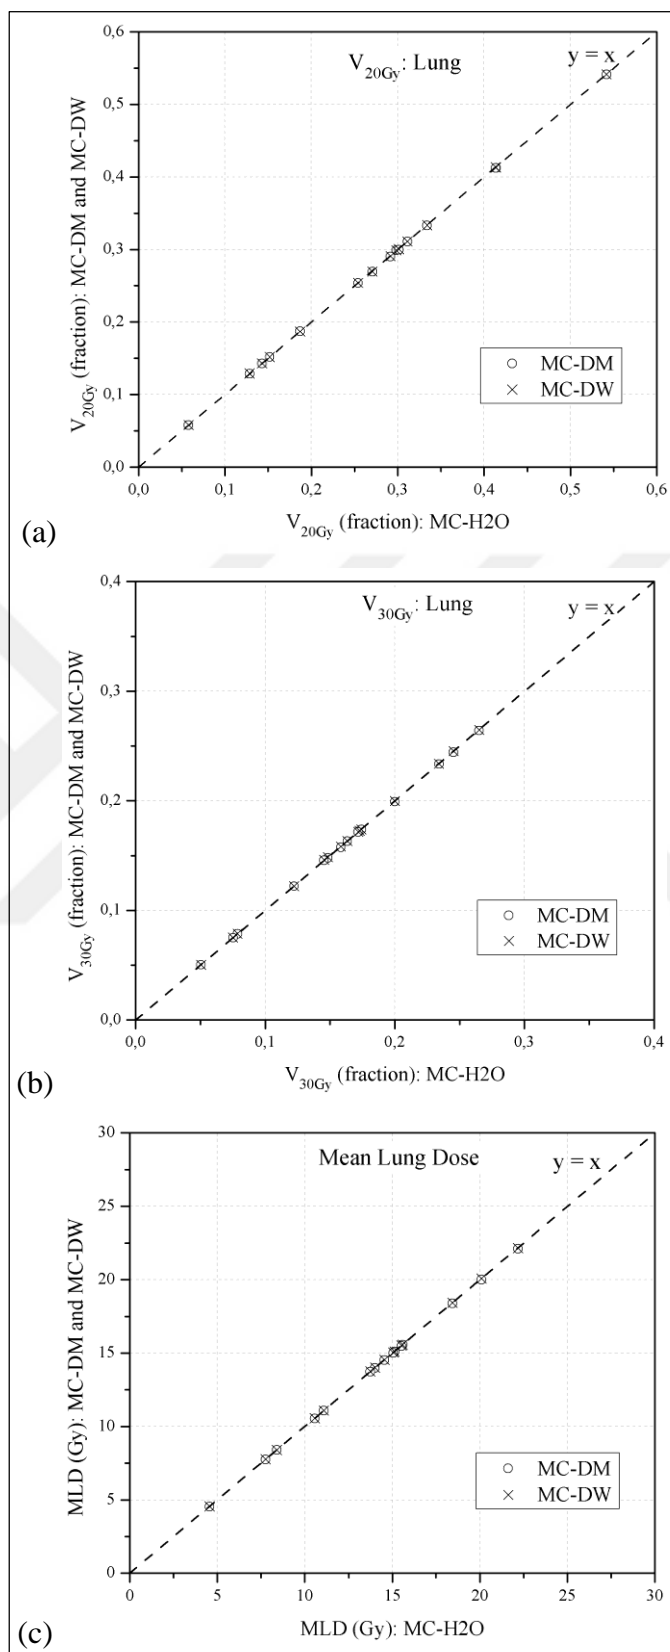 V20Gy: Lung
y = x
V20Gy (fraction): MC-DM and MC-DW
0,6
0,5
0,4
0,3
0,2
0,1
0,0
MC-DM
MC-DW
0,0 0,1 0,2 0,3 0,4 0,5 0,6
V20Gy (fraction): MC-H2O
(a)
V30Gy: Lung
y = x
V30Gy (fraction): MC-DM and MC-DW
0,4
0,3
0,2
0,1
0,0
MC-DM
MC-DW
0,0 0,1 0,2 0,3 0,4
V30Gy (fraction): MC-H2O
(b)
Mean Lung Dose
y = x
MLD (Gy): MC-DM and MC-DW
30
25
20
15
10
5
0
MC-DM
MC-DW
0 5 10 15 20 25 30
MLD (Gy): MC-H2O
(c)